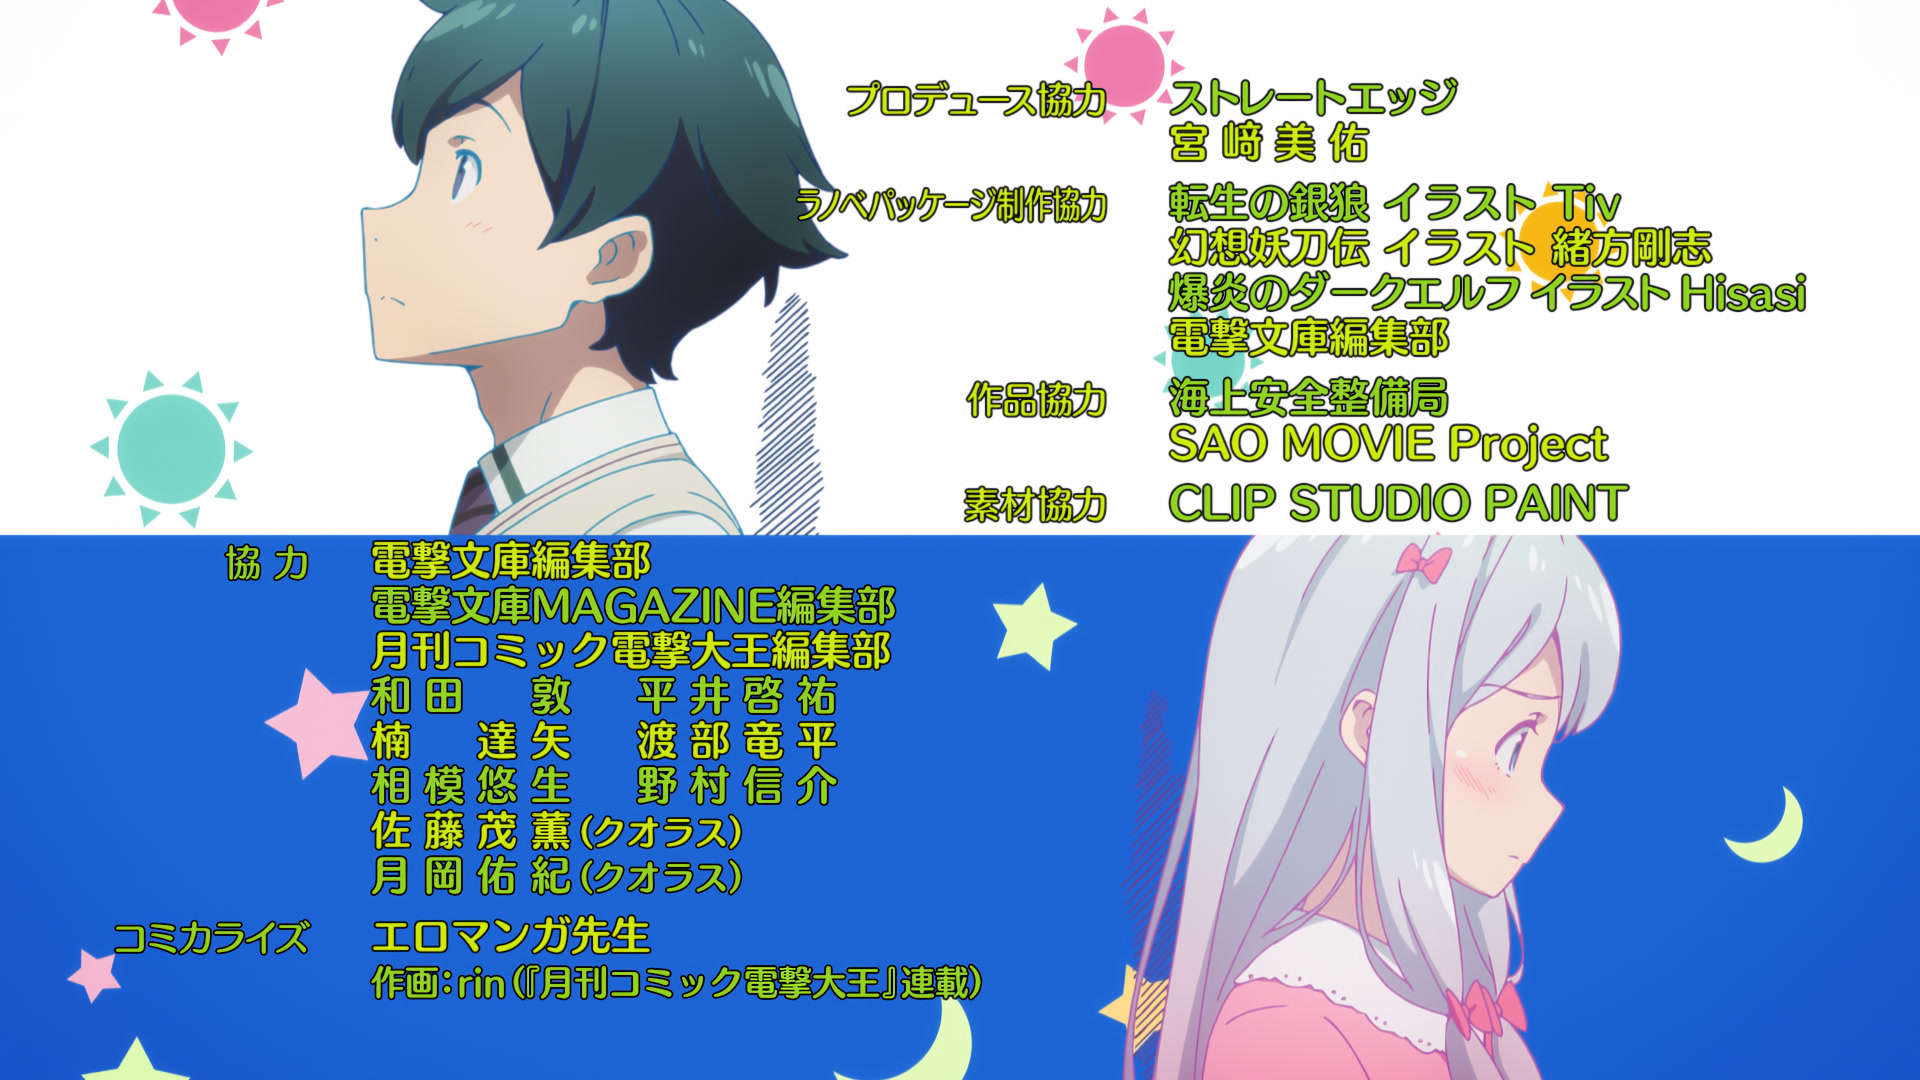 プロデュース協力 ストレートエッジ
宮﨑美佑
ラノベパッケージ制作協力 転生の銀狼 イラスト Tiv
幻想妖刀伝 イラスト 緒方剛志
爆炎のダークエルフ イラスト Hisasi
電撃文庫編集部
作品協力 海上安全整備局
SAO MOVIE Project
素材協力 CLIP STUDIO PAINT
協力 電撃文庫編集部
電撃文庫MAGAZINE編集部
月刊コミック電撃大王編集部
和田 敦 平井啓祐
楠 達矢 渡部竜平
相模悠生 野村信介
佐藤茂薫(クオラス)
月岡佑紀(クオラス)
コミカライズ エロマンガ先生
作画:rin(『月刊コミック電撃大王』連載)